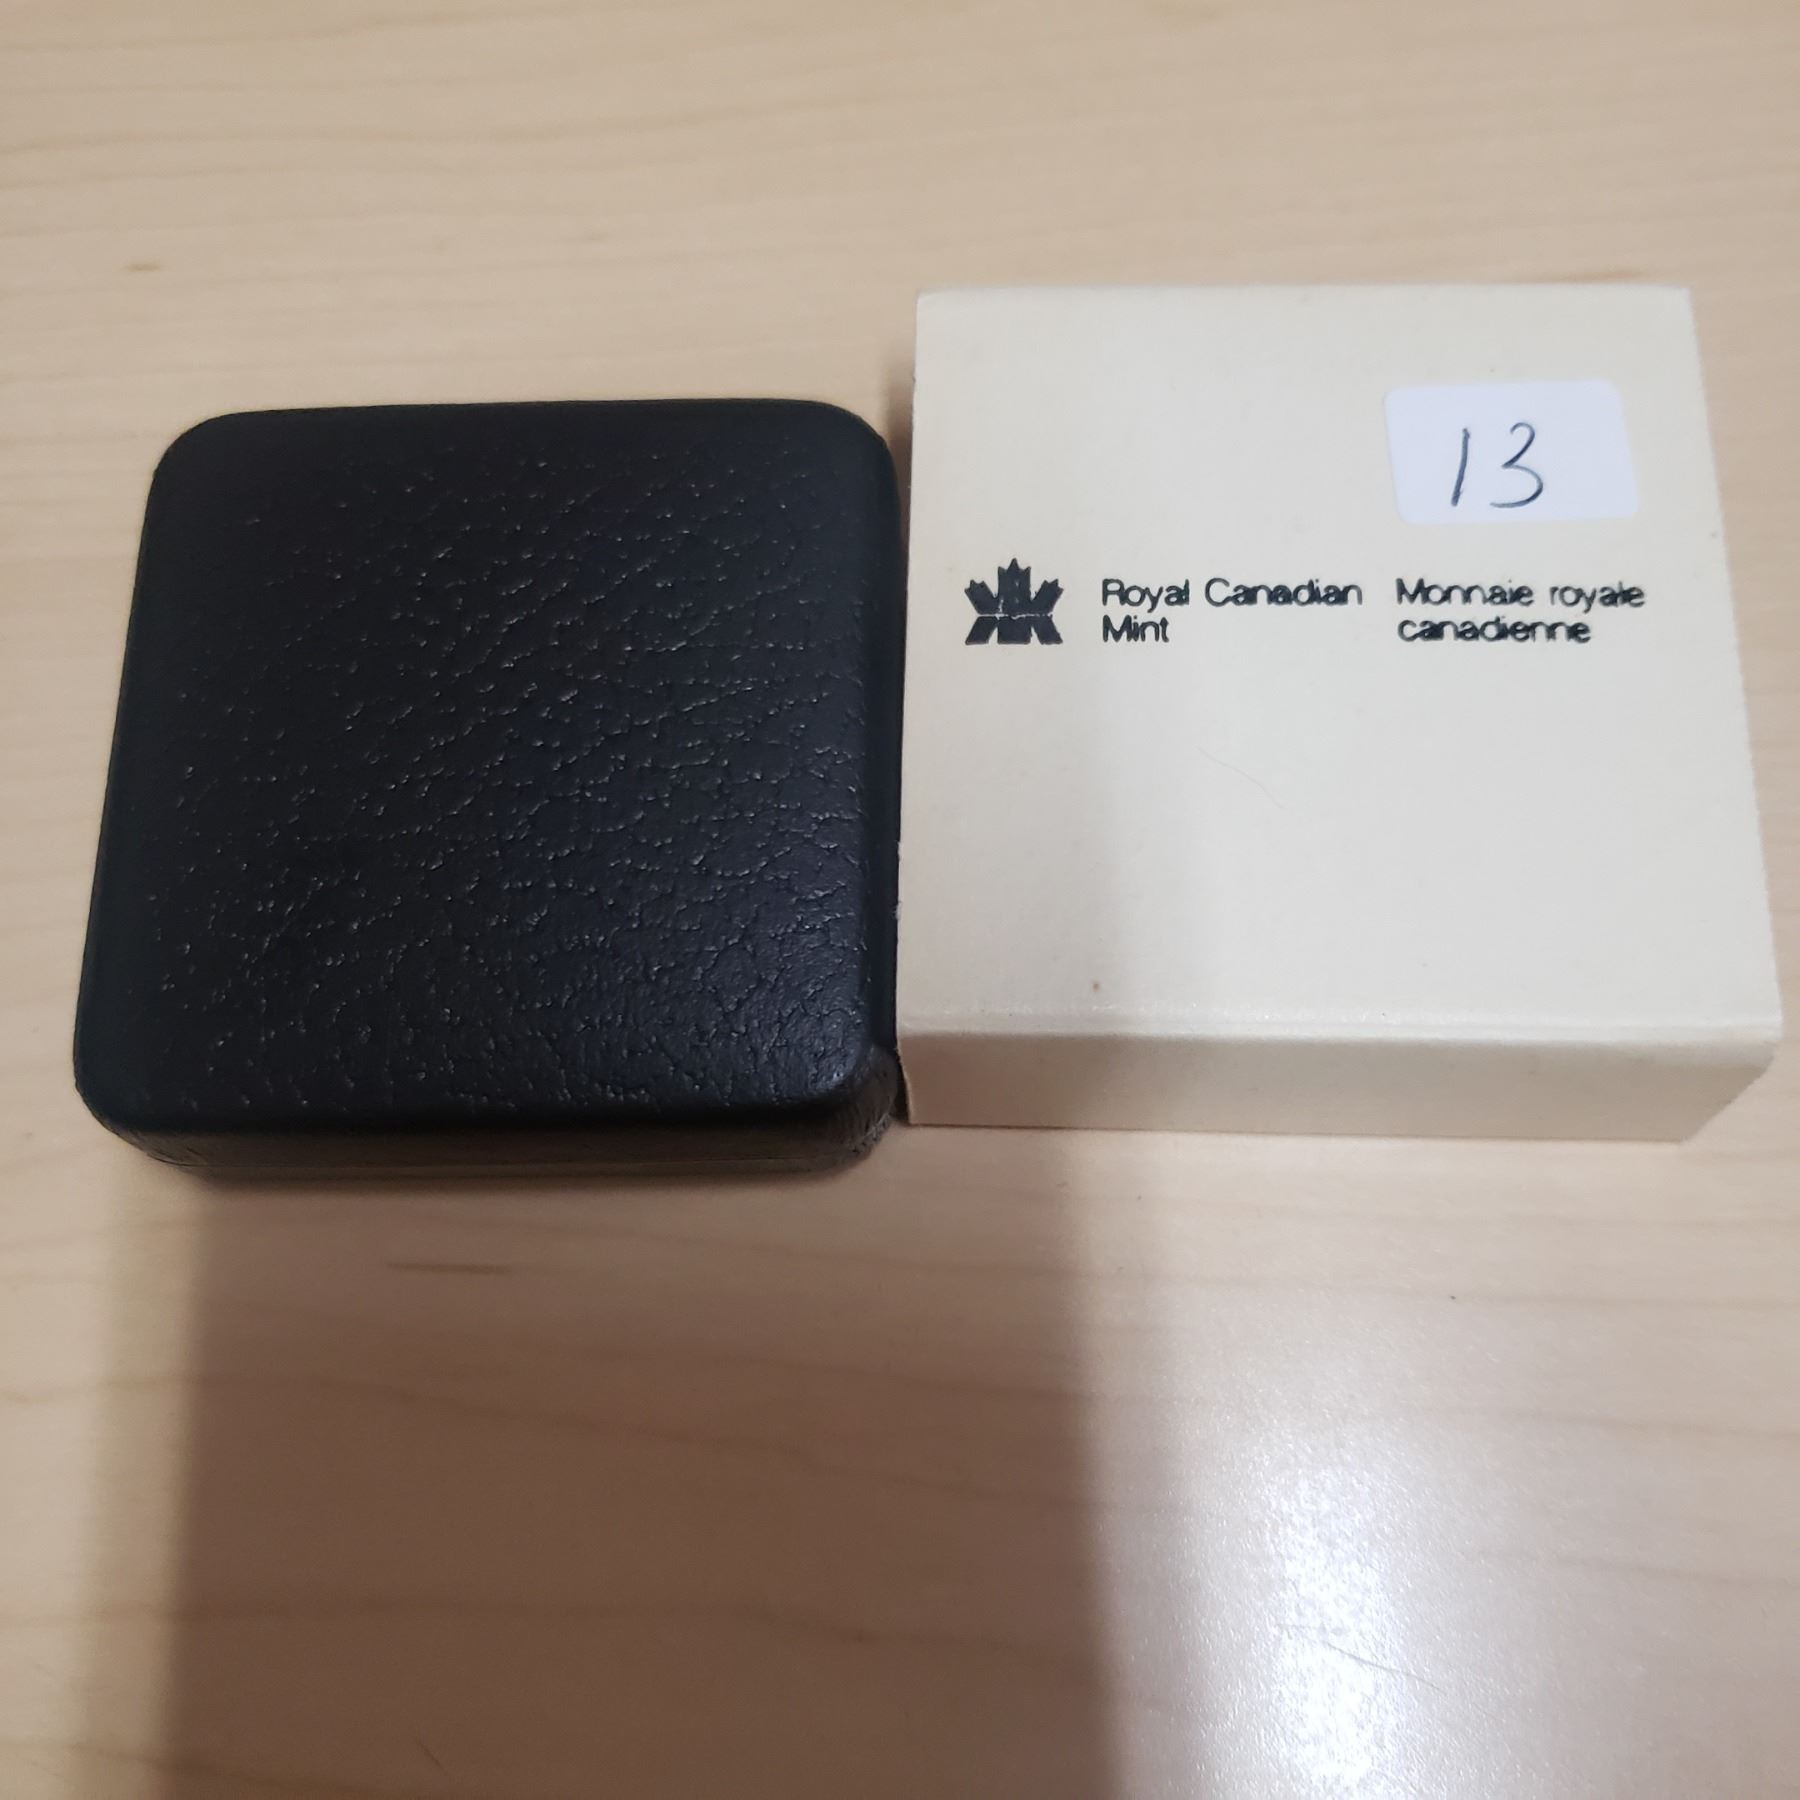 13
Royal Canadian Mint
Monnaie royale canadienne